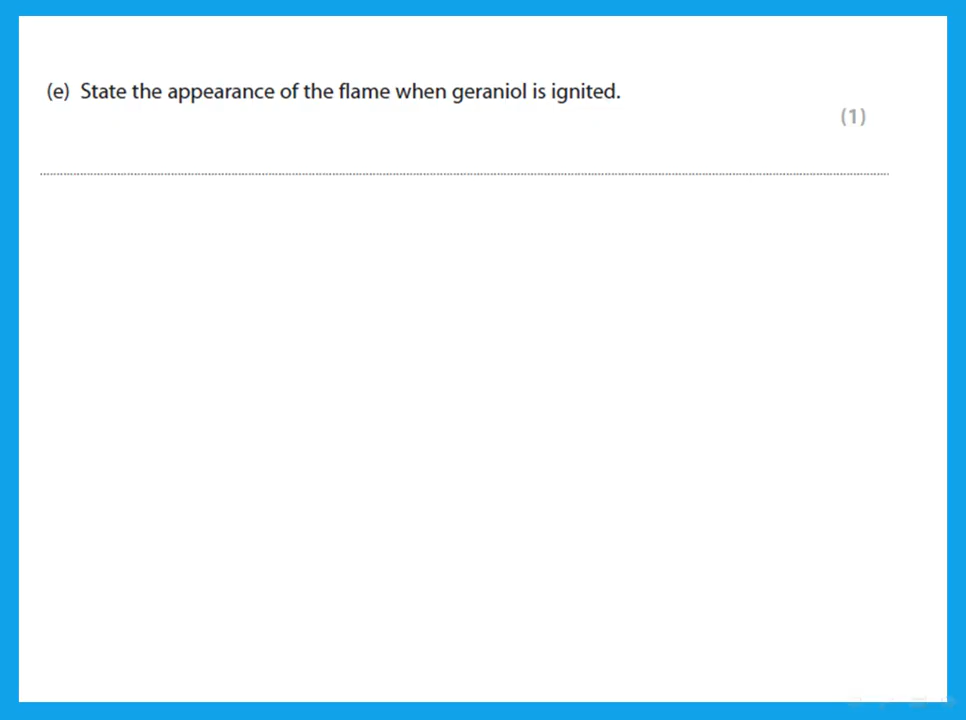 (e) State the appearance of the flame when geraniol is ignited.
(1)